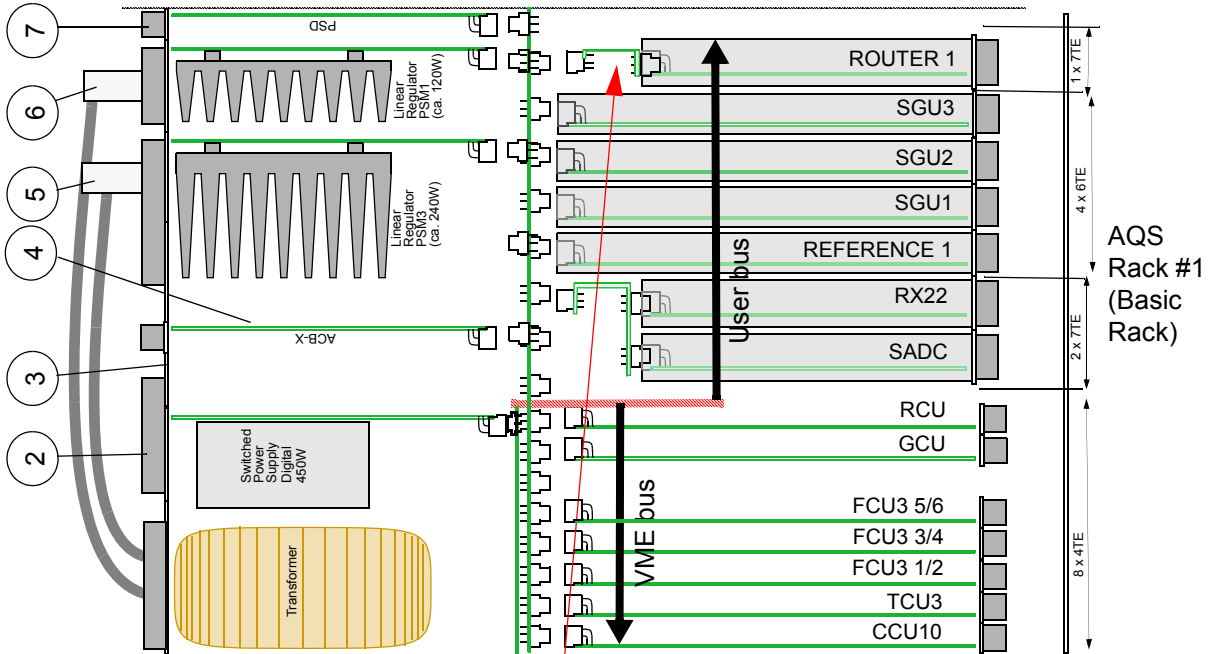 7
6
5
4
3
2
PSD
Linear
Regulator
PSM1
(ca. 120W)
Linear
Regulator
PSM3
(ca. 240W)
ACB-X
Switched
Power
Supply
Digital
450W
Transformer
ROUTER 1
SGU3
SGU2
SGU1
REFERENCE 1
RX22
SADC
RCU
GCU
FCU3 5/6
FCU3 3/4
FCU3 1/2
TCU3
CCU10
User bus
VME bus
1 x 7TE
4 x 6TE
2 x 7TE
8 x 4TE
AQS
Rack #1
(Basic
Rack)